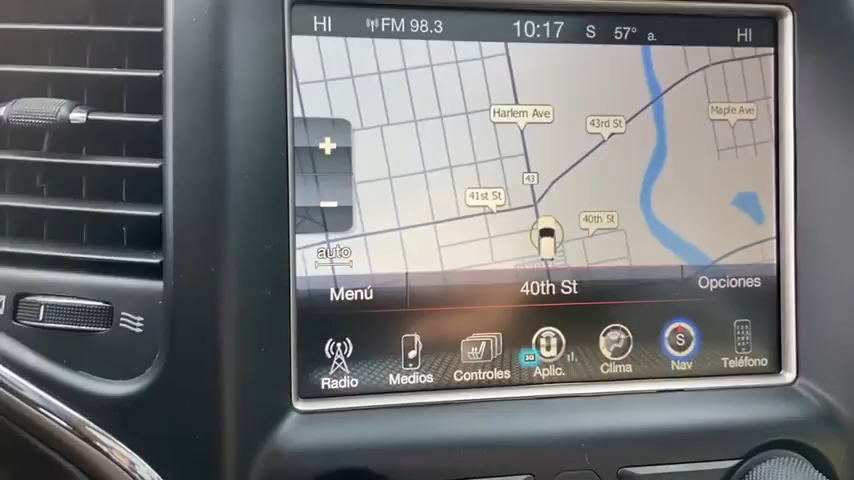 HI FM 98.3 10:17 S 57° a. HI
Harlem Ave
43rd St
Maple Ave
43
41st St
40th St
auto
Menú 40th St Opciones
Radio Medios Controles 3G Aplic. Clima S Nav Teléfono